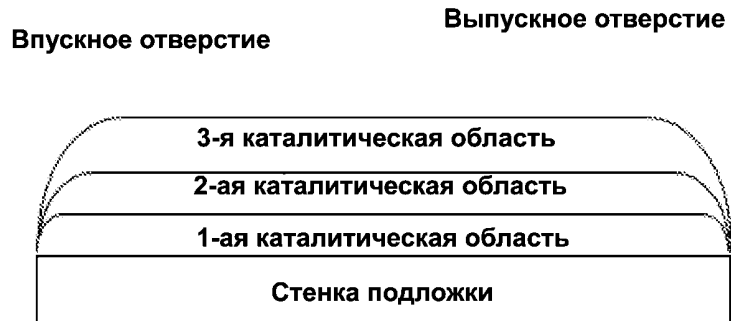 Выпускное отверстие
Впускное отверстие
3-я каталитическая область
2-ая каталитическая область
1-ая каталитическая область
Стенка подложки